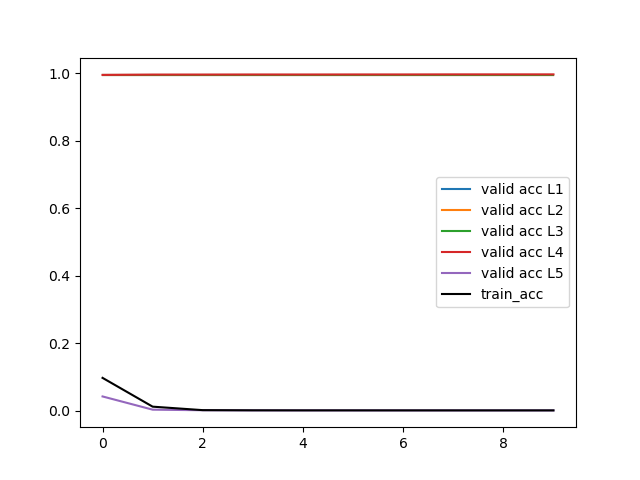 1.0
0.8
0.6
0.4
0.2
0.0
0
2
4
6
8
valid acc L1
valid acc L2
valid acc L3
valid acc L4
valid acc L5
train_acc